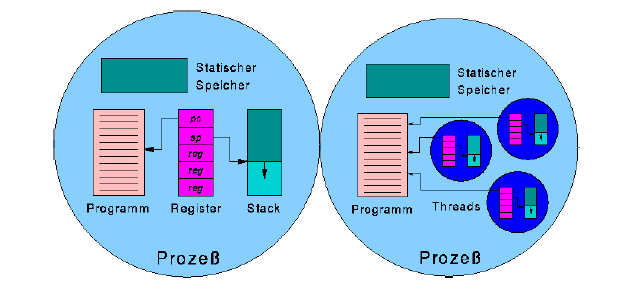 Statischer
Speicher
pc
sp
reg
reg
reg
Programm
Register
Stack
Prozeß
Statischer
Speicher
Programm
Threads
Prozeß